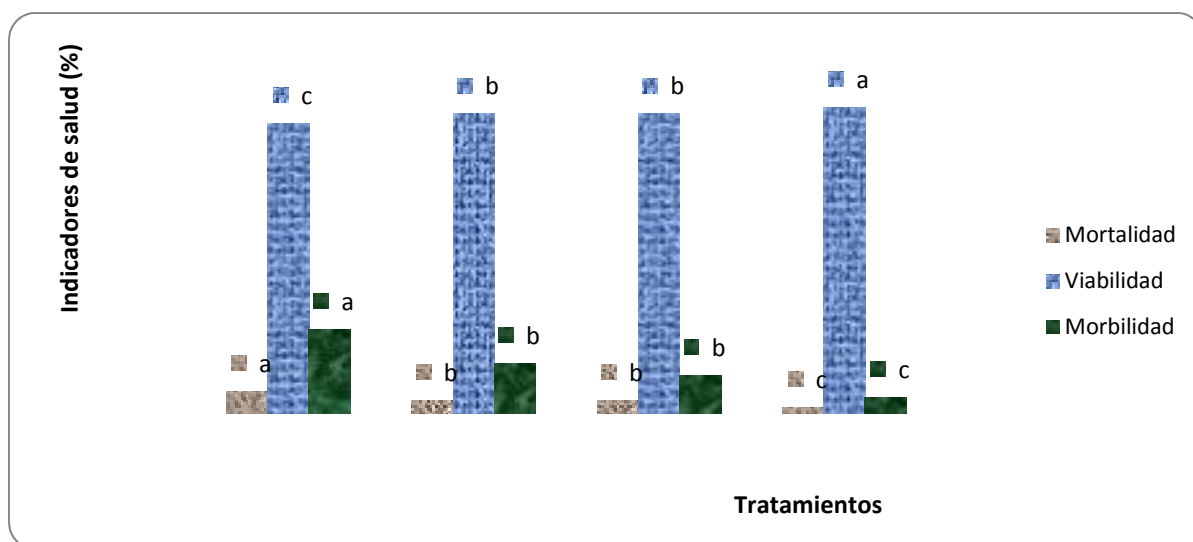 Indicadores de salud (%)
c
b
b
a
a
b
b
c
a
b
b
c
Mortalidad
Viabilidad
Morbilidad
Tratamientos